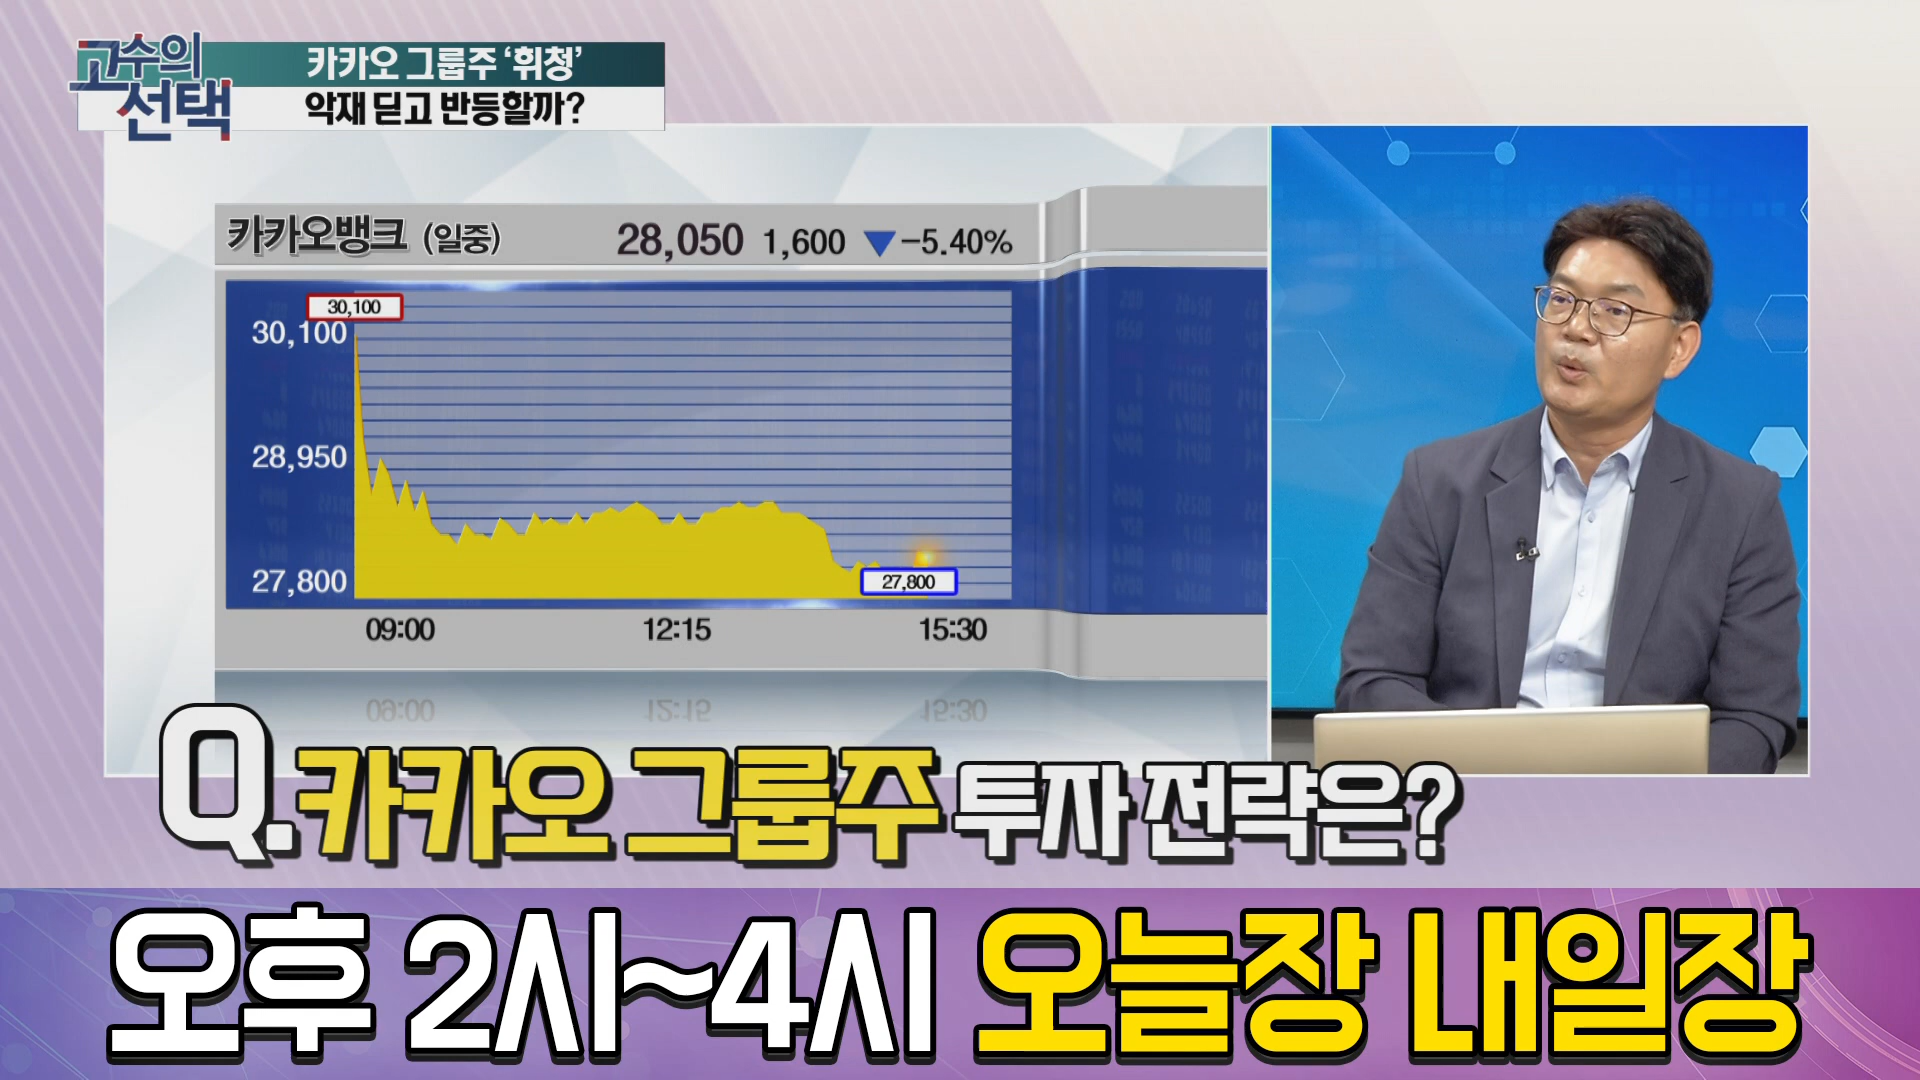 고수의
선택
카카오 그룹주 ‘휘청’
악재 딛고 반등할까?
카카오뱅크 (일중) 28,050 1,600 ▼-5.40%
30,100
30,100
28,950
27,800
27,800
09:00 12:15 15:30
Q.카카오 그룹주 투자 전략은?
오후 2시~4시 오늘장 내일장